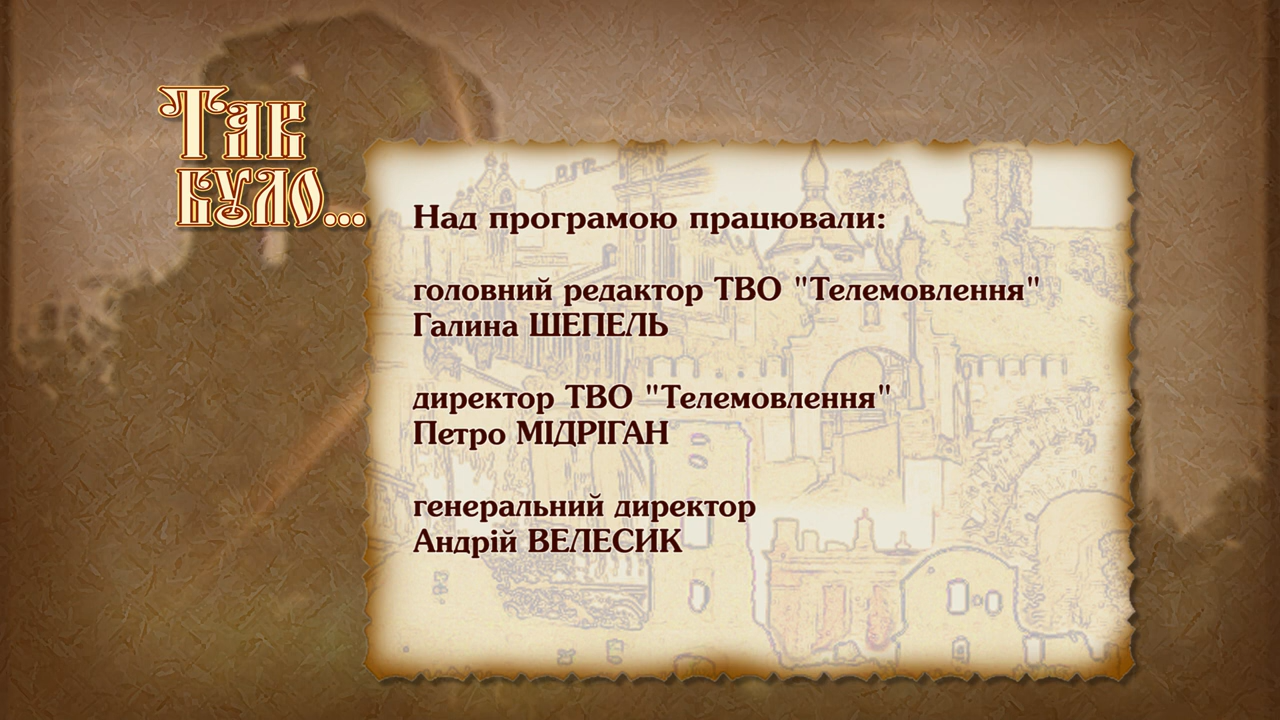 Так
було...
Над програмою працювали:
головний редактор ТВО "Телемовлення"
Галина ШЕПЕЛЬ
директор ТВО "Телемовлення"
Петро МІДРІГАН
генеральний директор
Андрій ВЕЛЕСИК